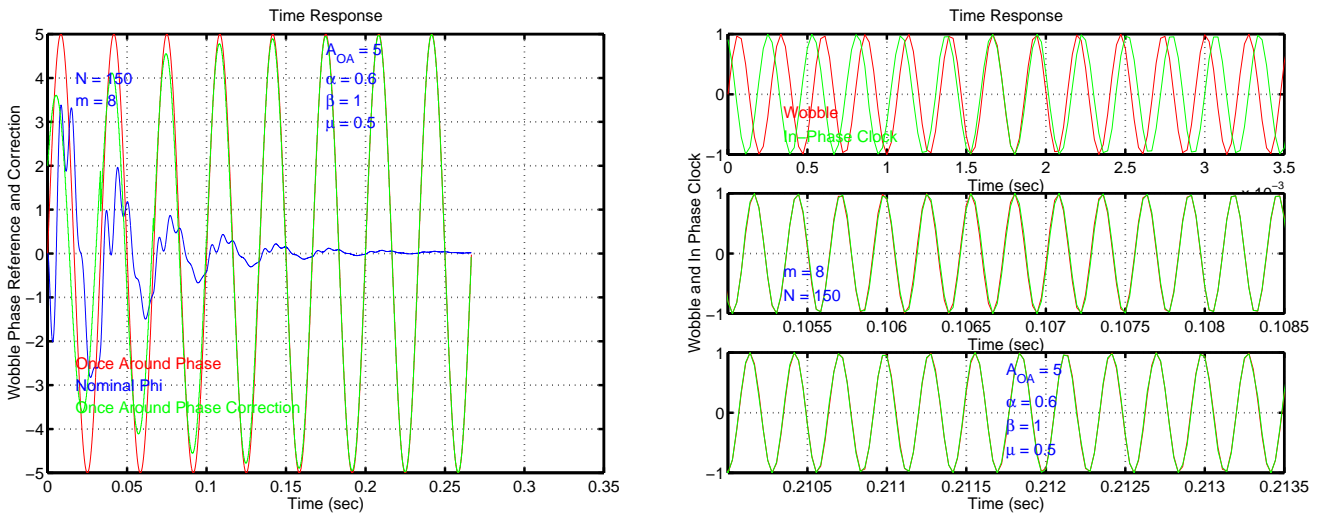 Time Response
Wobble Phase Reference and Correction
5
4
3
2
1
0
−1
−2
−3
−4
−5
N = 150
m = 8
A_OA = 5
α = 0.6
β = 1
μ = 0.5
Once Around Phase
Nominal Phi
Once Around Phase Correction
0 0.05 0.1 0.15 0.2 0.25 0.3 0.35
Time (sec)
Time Response
Wobble and In Phase Clock
1
0
−1
Wobble
In−Phase Clock
0 0.5 1 1.5 2 2.5 3 3.5
Time (sec)
x 10^−3
1
0
−1
m = 8
N = 150
0.1055 0.106 0.1065 0.107 0.1075 0.108 0.1085
Time (sec)
1
0
−1
A_OA = 5
α = 0.6
β = 1
μ = 0.5
0.2105 0.211 0.2115 0.212 0.2125 0.213 0.2135
Time (sec)